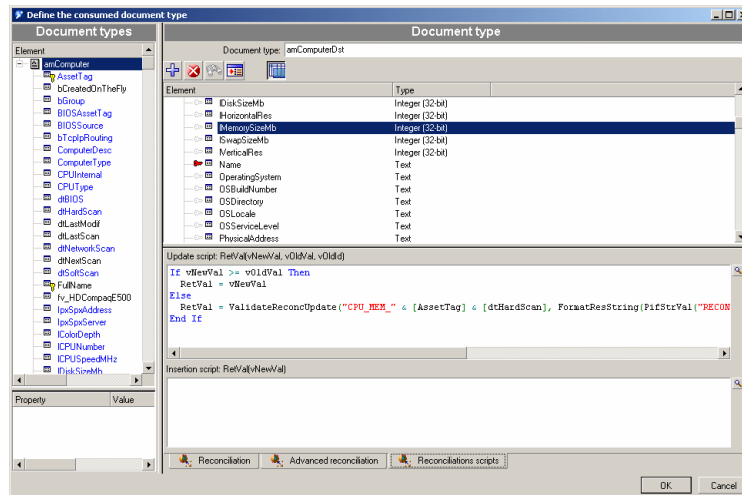 Define the consumed document type
Document types
Element
amComputer
AssetTag
bCreatedOnTheFly
bGroup
BIOSAssetTag
BIOSSource
bTcpIpRouting
ComputerDesc
ComputerType
CPUInternal
CPUType
dtBIOS
dtHardScan
dtLastModif
dtLastScan
dtNetworkScan
dtNextScan
dtSoftScan
FullName
fv_HDCompaqE500
IpxSpxAddress
IpxSpxServer
lColorDepth
lCPUNumber
lCPUSpeedMHz
lDiskSizeMb
Property Value
Document type
Document type: amComputerDst
Element Type
lDiskSizeMb Integer (32-bit)
lHorizontalRes Integer (32-bit)
lMemorySizeMb Integer (32-bit)
lSwapSizeMb Integer (32-bit)
lVerticalRes Integer (32-bit)
Name Text
OperatingSystem Text
OSBuildNumber Text
OSDirectory Text
OSLocale Text
OSServiceLevel Text
PhysicalAddress Text
Update script: RetVal(vNewVal, vOldVal, vOldId)
If vNewVal >= vOldVal Then
RetVal = vNewVal
Else
RetVal = ValidateReconcUpdate("CPU_MEM_" & [AssetTag] & [dtHardScan], FormatResString(PifStrVal("RECON
End If
Insertion script: RetVal(vNewVal)
Reconciliation Advanced reconciliation Reconciliations scripts
OK Cancel